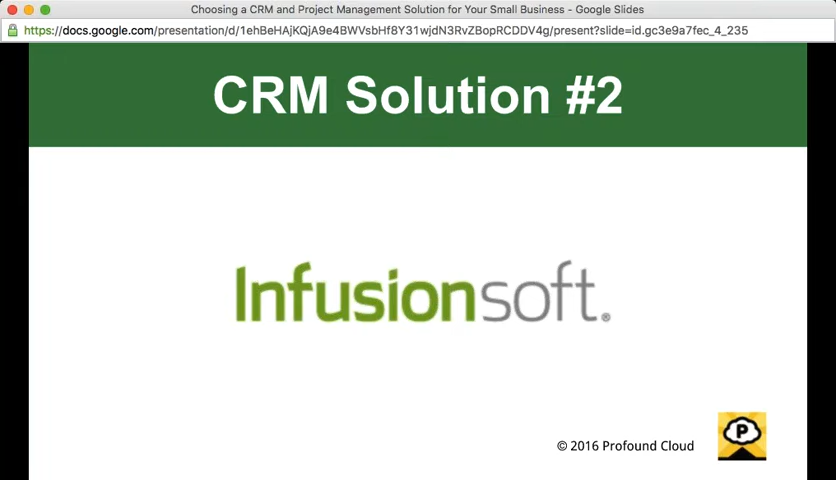 Choosing a CRM and Project Management Solution for Your Small Business - Google Slides
https://docs.google.com/presentation/d/1ehBeHAjKQjA9e4BWVsbHf8Y31wjdN3RvZBopRCDDV4g/present?slide=id.gc3e9a7fec_4_235
CRM Solution #2
Infusionsoft®
© 2016 Profound Cloud
P